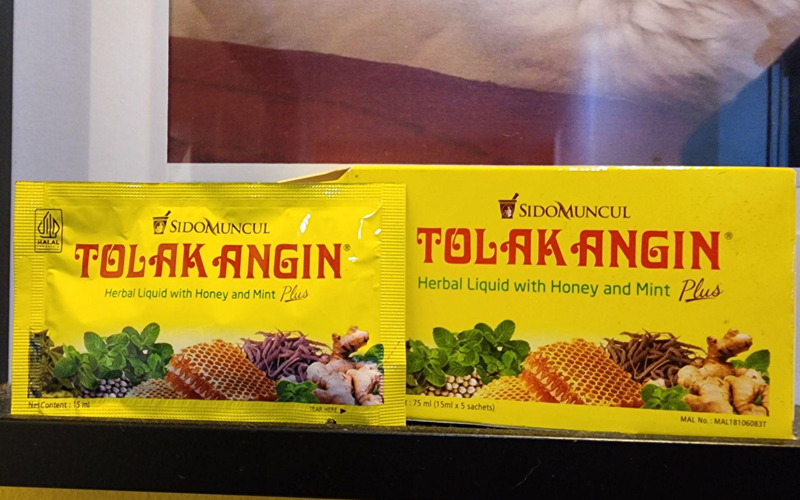 HALAL
SIDOMUNCUL
TOLAK ANGIN®
Herbal Liquid with Honey and Mint Plus
Net Content : 15 ml
TEAR HERE ▶
SIDOMUNCUL
TOLAK ANGIN®
Herbal Liquid with Honey and Mint Plus
: 75 ml (15ml x 5 sachets)
MAL No. : MAL18106083T